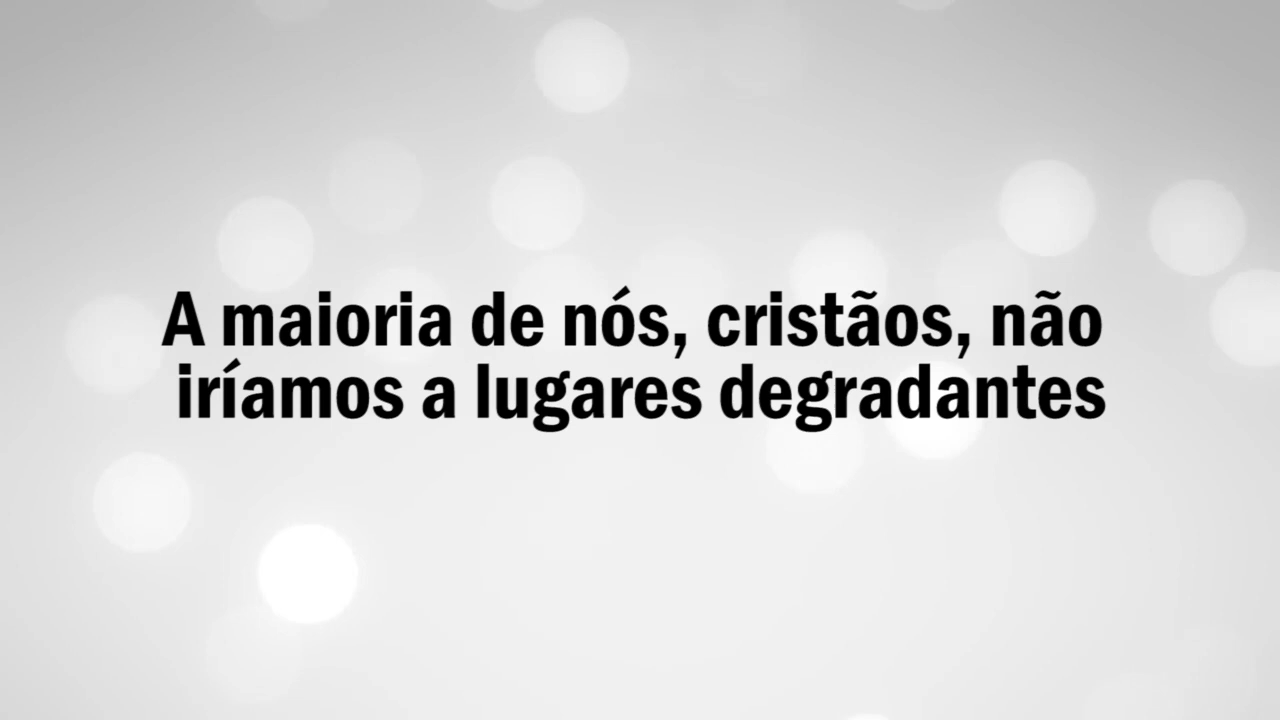 A maioria de nós, cristãos, não
iríamos a lugares degradantes